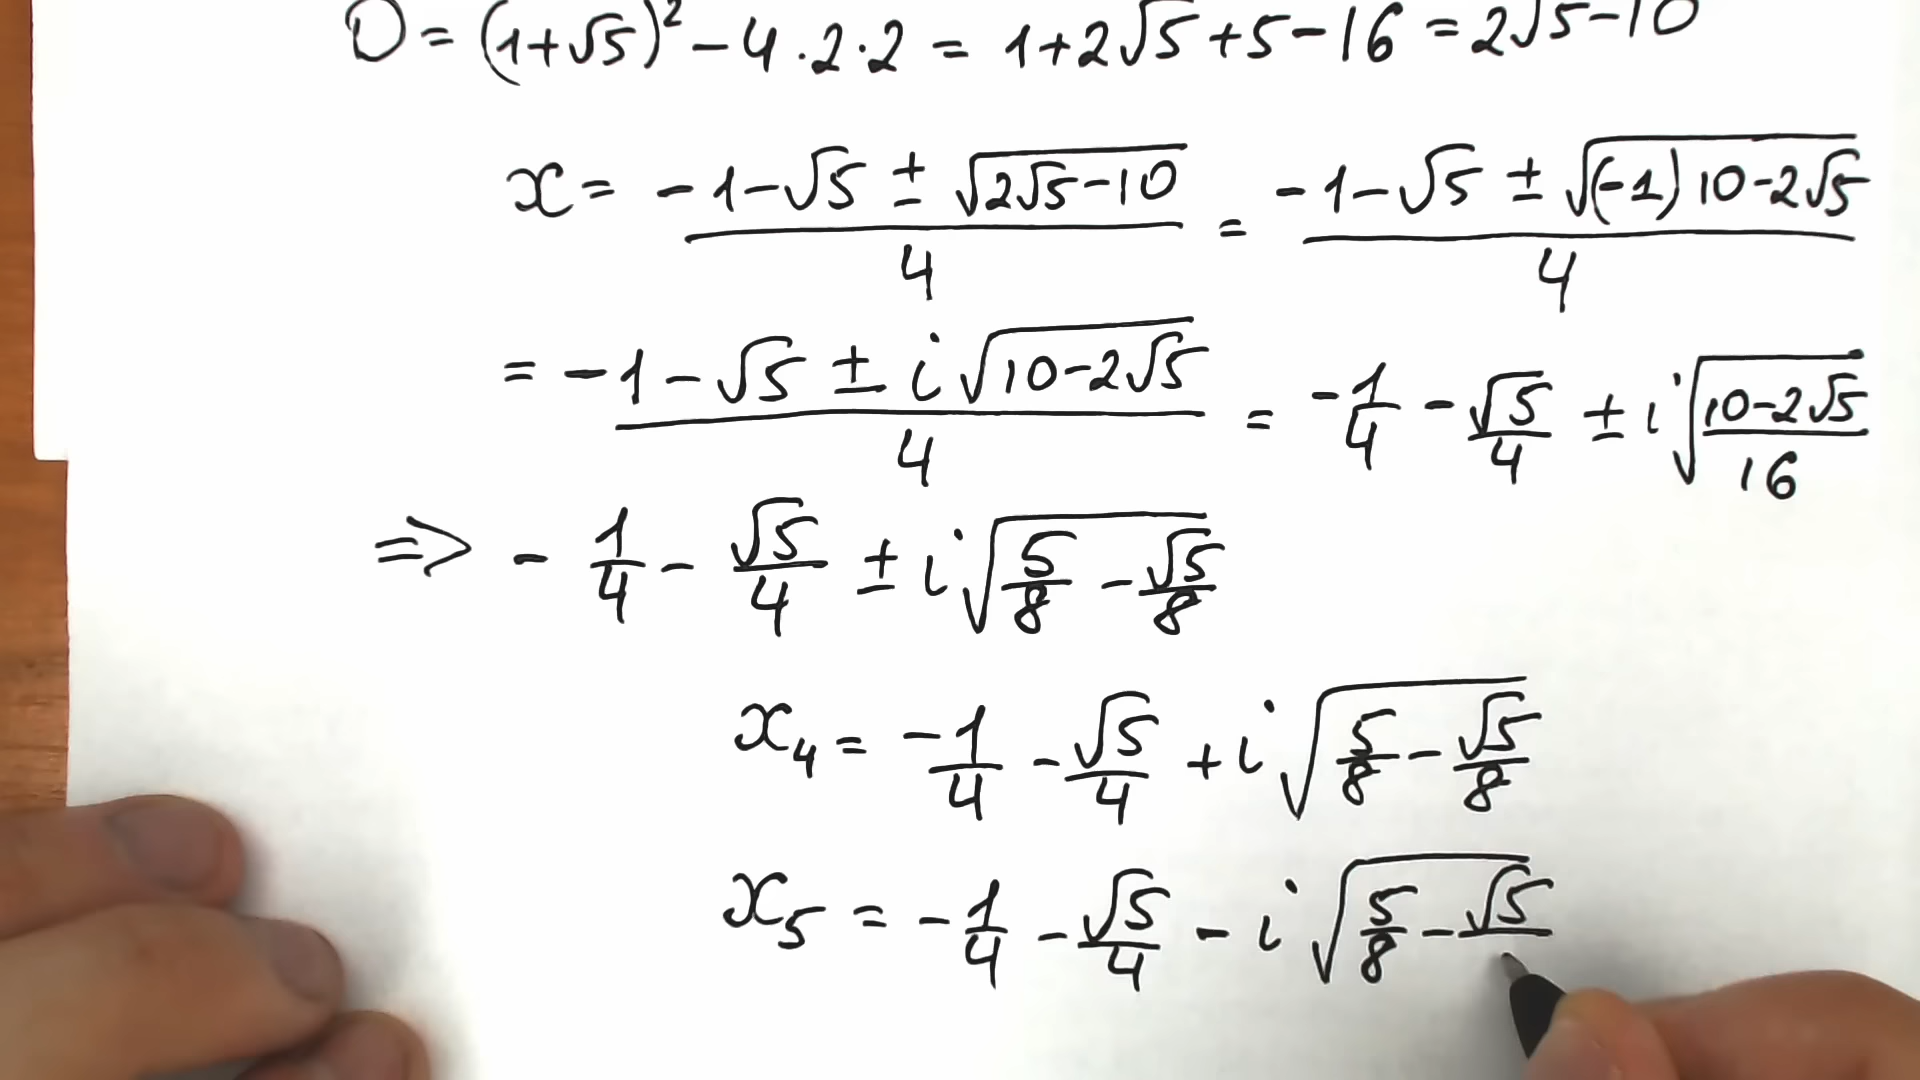 D = (1+√5)² - 4·2·2 = 1+2√5+5-16 = 2√5-10
x = (-1-√5 ± √(2√5-10))/4 = (-1-√5 ± √((-1) 10-2√5))/4
= (-1-√5 ± i√(10-2√5))/4 = -1/4 - √5/4 ± i√((10-2√5)/16)
=> - 1/4 - √5/4 ± i√(5/8 - √5/8)
x₄ = -1/4 - √5/4 + i√(5/8 - √5/8)
x₅ = -1/4 - √5/4 - i√(5/8 - √5/